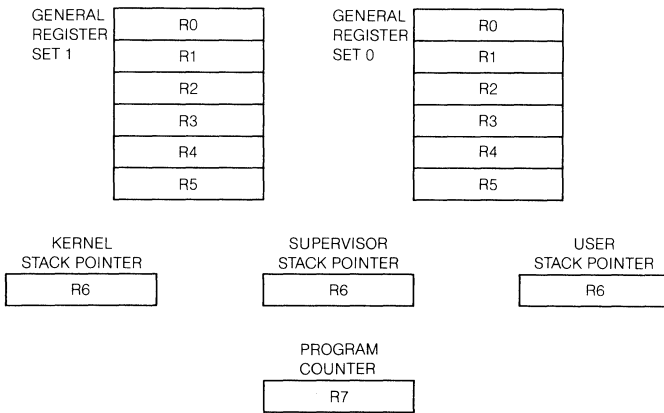 GENERAL
REGISTER
SET 1
R0
R1
R2
R3
R4
R5
GENERAL
REGISTER
SET 0
R0
R1
R2
R3
R4
R5
KERNEL
STACK POINTER
R6
SUPERVISOR
STACK POINTER
R6
USER
STACK POINTER
R6
PROGRAM
COUNTER
R7